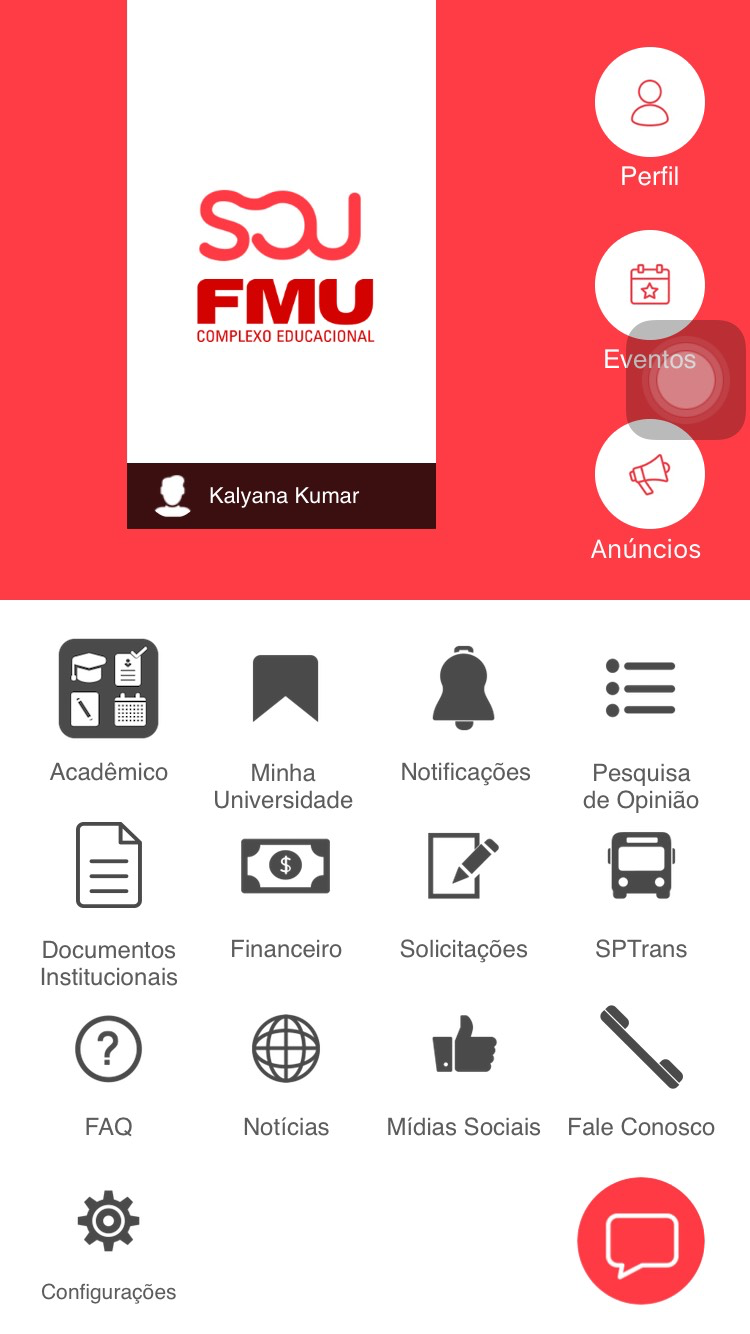 SOU
FMU
COMPLEXO EDUCACIONAL
Kalyana Kumar
Perfil
Eventos
Anúncios
Acadêmico
Minha
Universidade
Notificações
Pesquisa
de Opinião
Documentos
Institucionais
$
Financeiro
Solicitações
SPTrans
?
FAQ
Notícias
Mídias Sociais
Fale Conosco
Configurações